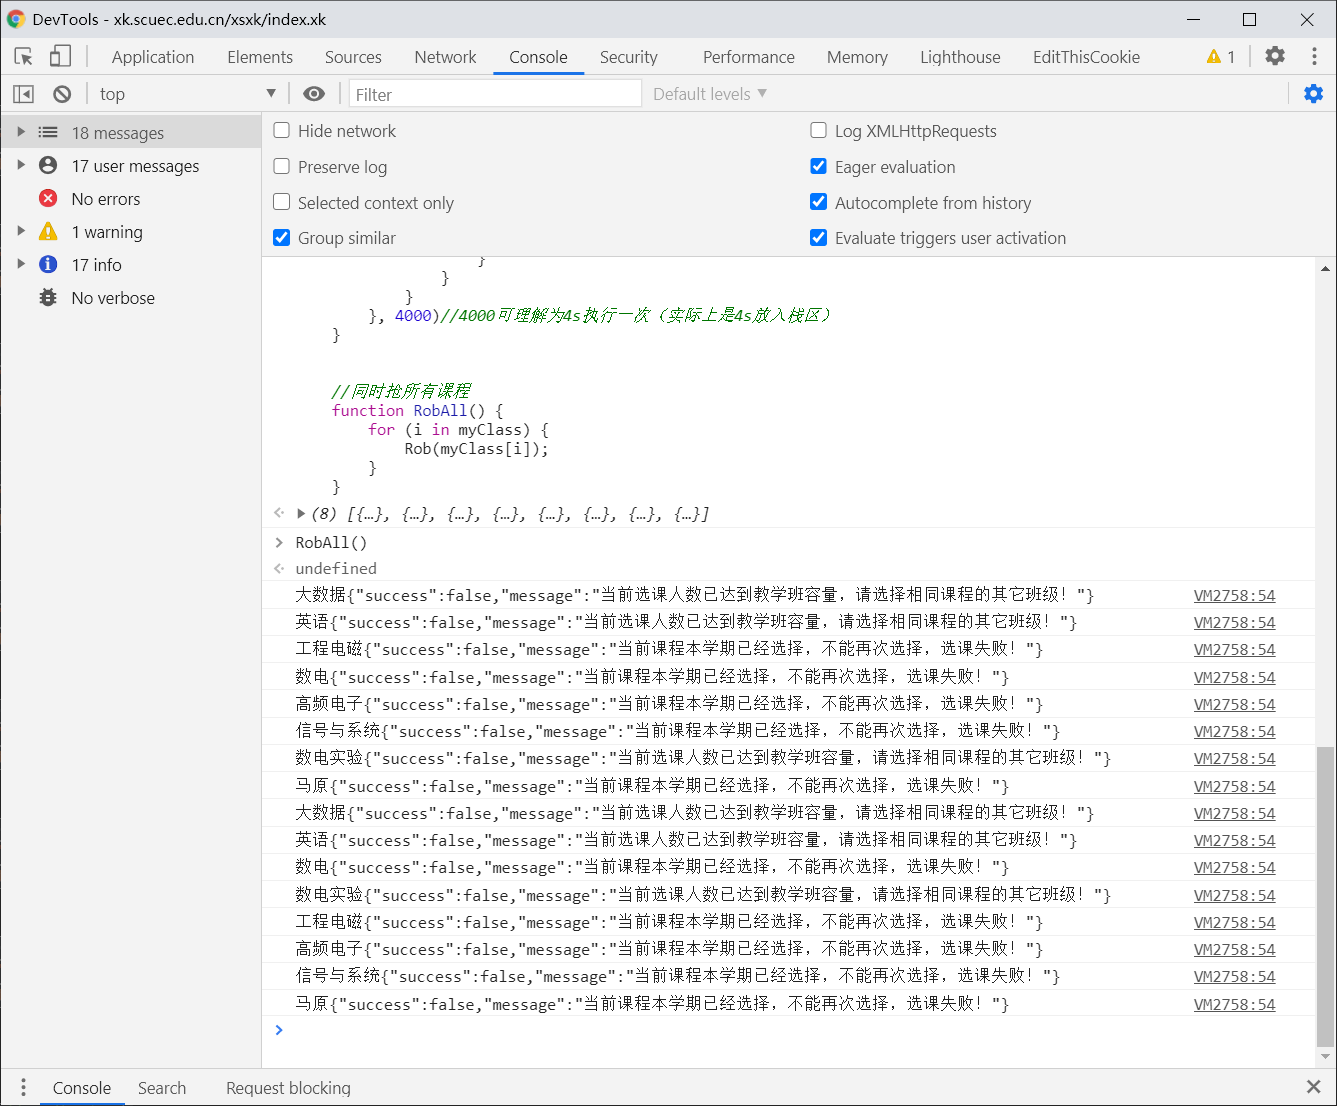 DevTools - xk.scuec.edu.cn/xsxk/index.xk
Application Elements Sources Network Console Security Performance Memory Lighthouse EditThisCookie 1
top Filter Default levels
18 messages
17 user messages
No errors
1 warning
17 info
No verbose
Hide network Log XMLHttpRequests
Preserve log Eager evaluation
Selected context only Autocomplete from history
Group similar Evaluate triggers user activation
}
}
}
}, 4000)//4000可理解为4s执行一次（实际上是4s放入栈区）
}
//同时抢所有课程
function RobAll() {
for (i in myClass) {
Rob(myClass[i]);
}
}
(8) [{…}, {…}, {…}, {…}, {…}, {…}, {…}, {…}]
RobAll()
undefined
大数据{"success":false,"message":"当前选课人数已达到教学班容量，请选择相同课程的其它班级！"} VM2758:54
英语{"success":false,"message":"当前选课人数已达到教学班容量，请选择相同课程的其它班级！"} VM2758:54
工程电磁{"success":false,"message":"当前课程本学期已经选择，不能再次选择，选课失败！"} VM2758:54
数电{"success":false,"message":"当前课程本学期已经选择，不能再次选择，选课失败！"} VM2758:54
高频电子{"success":false,"message":"当前课程本学期已经选择，不能再次选择，选课失败！"} VM2758:54
信号与系统{"success":false,"message":"当前课程本学期已经选择，不能再次选择，选课失败！"} VM2758:54
数电实验{"success":false,"message":"当前选课人数已达到教学班容量，请选择相同课程的其它班级！"} VM2758:54
马原{"success":false,"message":"当前课程本学期已经选择，不能再次选择，选课失败！"} VM2758:54
大数据{"success":false,"message":"当前选课人数已达到教学班容量，请选择相同课程的其它班级！"} VM2758:54
英语{"success":false,"message":"当前选课人数已达到教学班容量，请选择相同课程的其它班级！"} VM2758:54
数电{"success":false,"message":"当前课程本学期已经选择，不能再次选择，选课失败！"} VM2758:54
数电实验{"success":false,"message":"当前选课人数已达到教学班容量，请选择相同课程的其它班级！"} VM2758:54
工程电磁{"success":false,"message":"当前课程本学期已经选择，不能再次选择，选课失败！"} VM2758:54
高频电子{"success":false,"message":"当前课程本学期已经选择，不能再次选择，选课失败！"} VM2758:54
信号与系统{"success":false,"message":"当前课程本学期已经选择，不能再次选择，选课失败！"} VM2758:54
马原{"success":false,"message":"当前课程本学期已经选择，不能再次选择，选课失败！"} VM2758:54
Console Search Request blocking